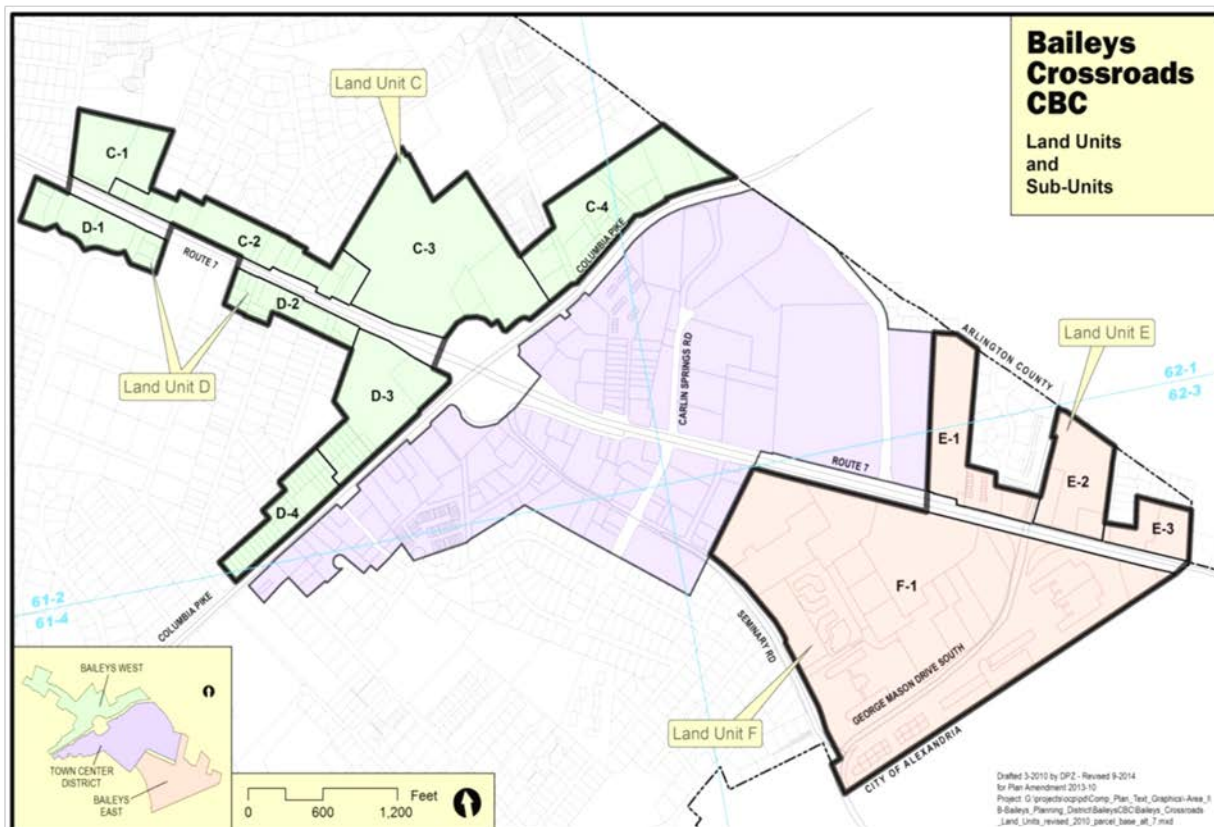 Baileys
Crossroads
CBC
Land Units
and
Sub-Units
Land Unit C
C-1
C-4
D-1
C-2
C-3
COLUMBIA PIKE
ROUTE 7
D-2
CARLIN SPRINGS RD
ARLINGTON COUNTY
Land Unit E
Land Unit D
D-3
62-1
62-3
E-1
ROUTE 7
E-2
D-4
E-3
F-1
61-2
61-4
COLUMBIA PIKE
SEMINARY RD
GEORGE MASON DRIVE SOUTH
Land Unit F
CITY OF ALEXANDRIA
BAILEYS WEST
TOWN CENTER
DISTRICT
BAILEYS
EAST
Feet
0 600 1,200
Drafted 3-2010 by DPZ - Revised 9-2014
for Plan Amendment 2013-10